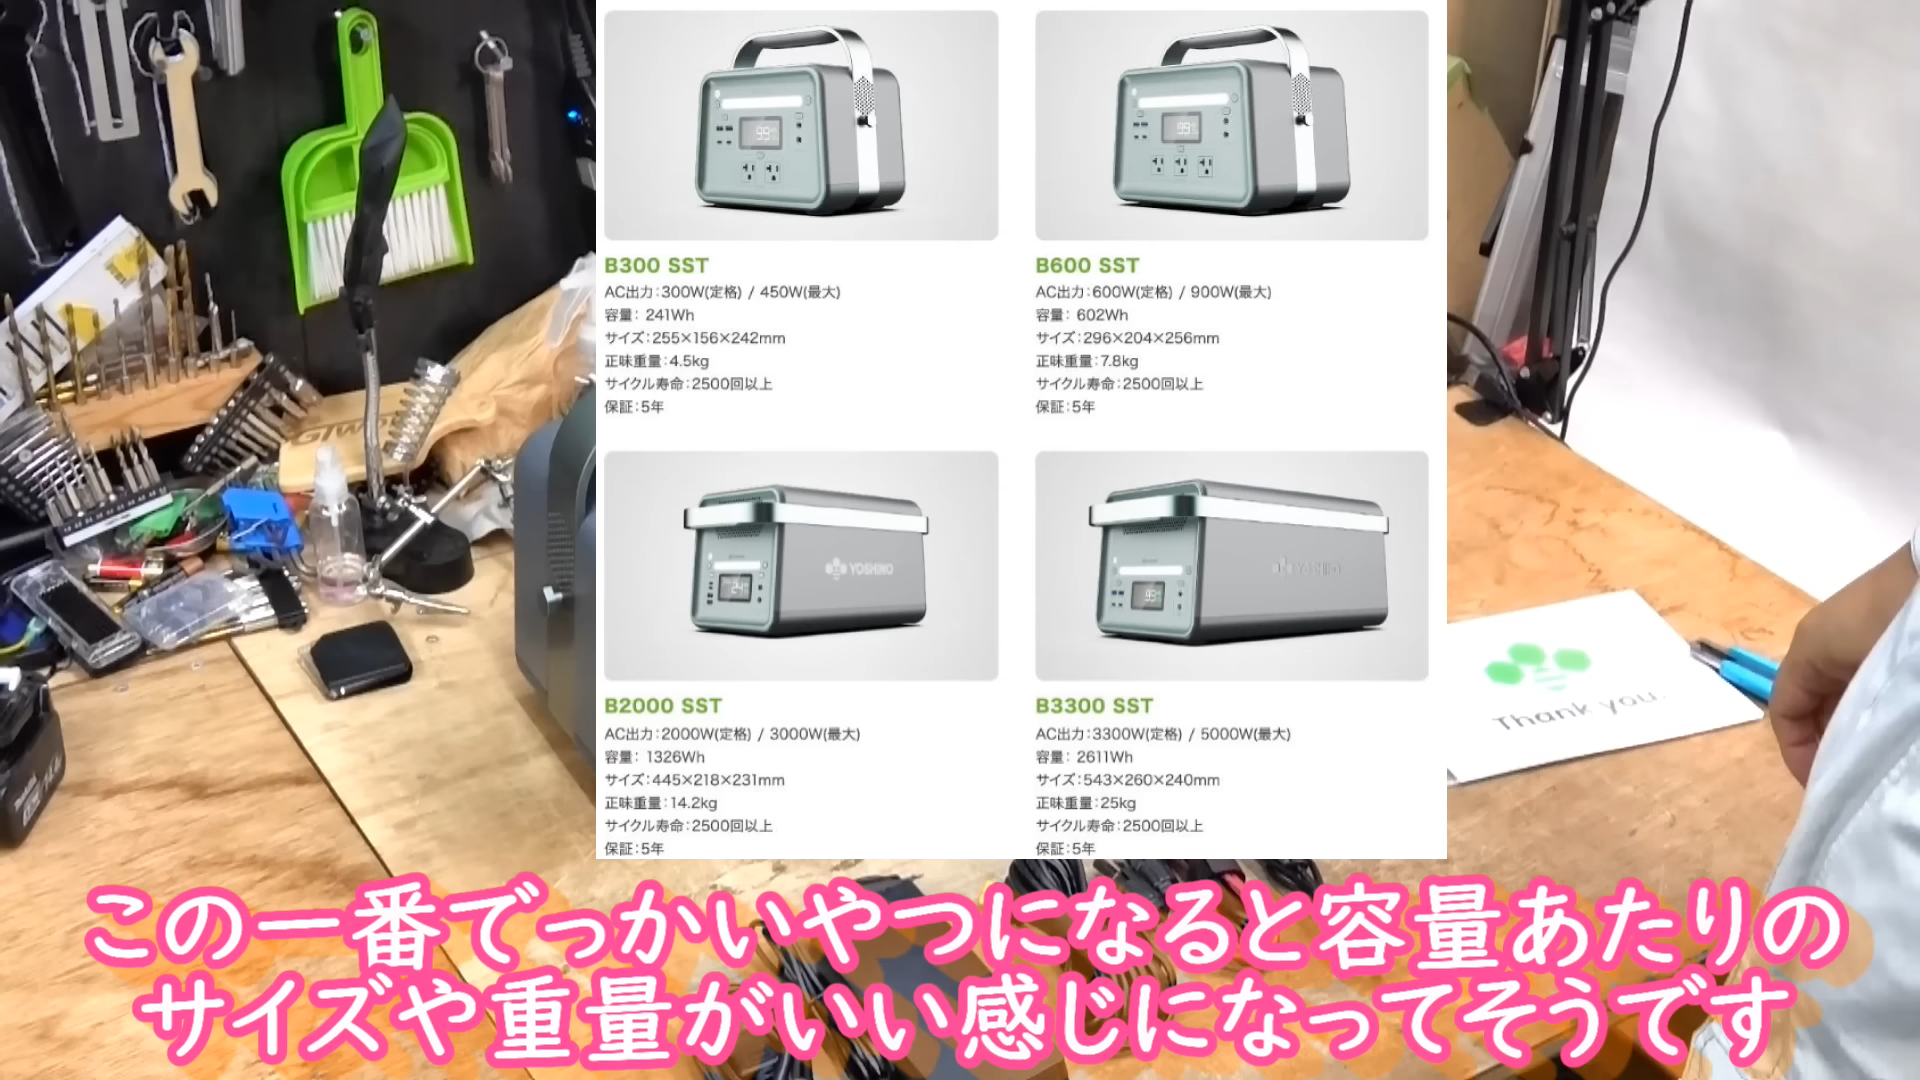 B300 SST
AC出力:300W(定格) / 450W(最大)
容量: 241Wh
サイズ:255×156×242mm
正味重量:4.5kg
サイクル寿命:2500回以上
保証:5年
B600 SST
AC出力:600W(定格) / 900W(最大)
容量: 602Wh
サイズ:296×204×256mm
正味重量:7.8kg
サイクル寿命:2500回以上
保証:5年
YOSHINO
B2000 SST
AC出力:2000W(定格) / 3000W(最大)
容量: 1326Wh
サイズ:445×218×231mm
正味重量:14.2kg
サイクル寿命:2500回以上
保証:5年
YOSHINO
B3300 SST
AC出力:3300W(定格) / 5000W(最大)
容量: 2611Wh
サイズ:543×260×240mm
正味重量:25kg
サイクル寿命:2500回以上
保証:5年
Thank you.
この一番でっかいやつになると容量あたりの
サイズや重量がいい感じになってそうです